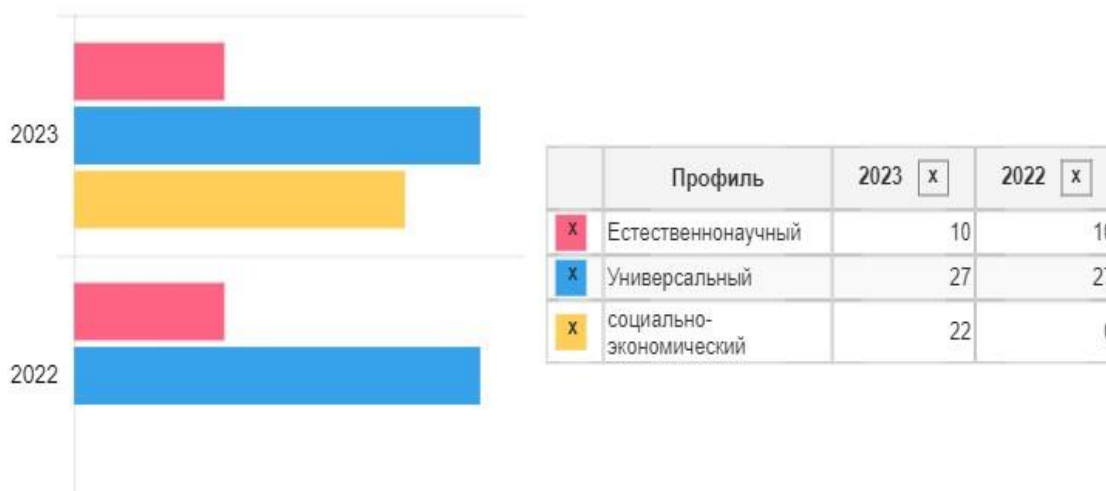 2023
2022
Профиль 2023 x 2022 x
x Естественнонаучный 10
x Универсальный 27
x социально-
экономический 22